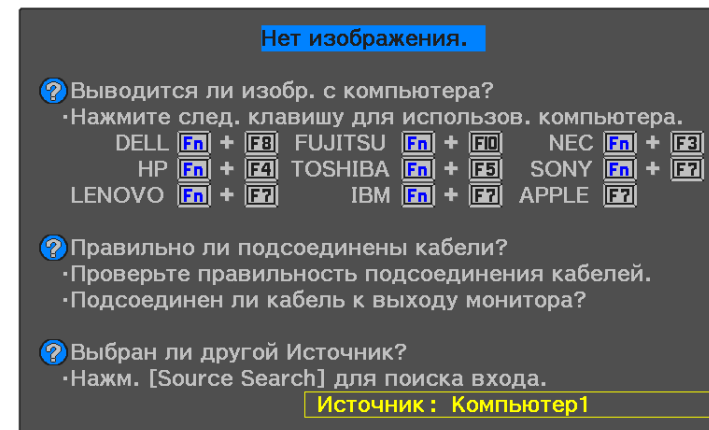 Нет изображения.
? Выводится ли изобр. с компьютера?
·Нажмите след. клавишу для использов. компьютера.
DELL Fn + F8 FUJITSU Fn + F10 NEC Fn + F3
HP Fn + F4 TOSHIBA Fn + F5 SONY Fn + F7
LENOVO Fn + F7 IBM Fn + F7 APPLE F7
? Правильно ли подсоединены кабели?
·Проверьте правильность подсоединения кабелей.
·Подсоединен ли кабель к выходу монитора?
? Выбран ли другой Источник?
·Нажм. [Source Search] для поиска входа.
Источник : Компьютер1